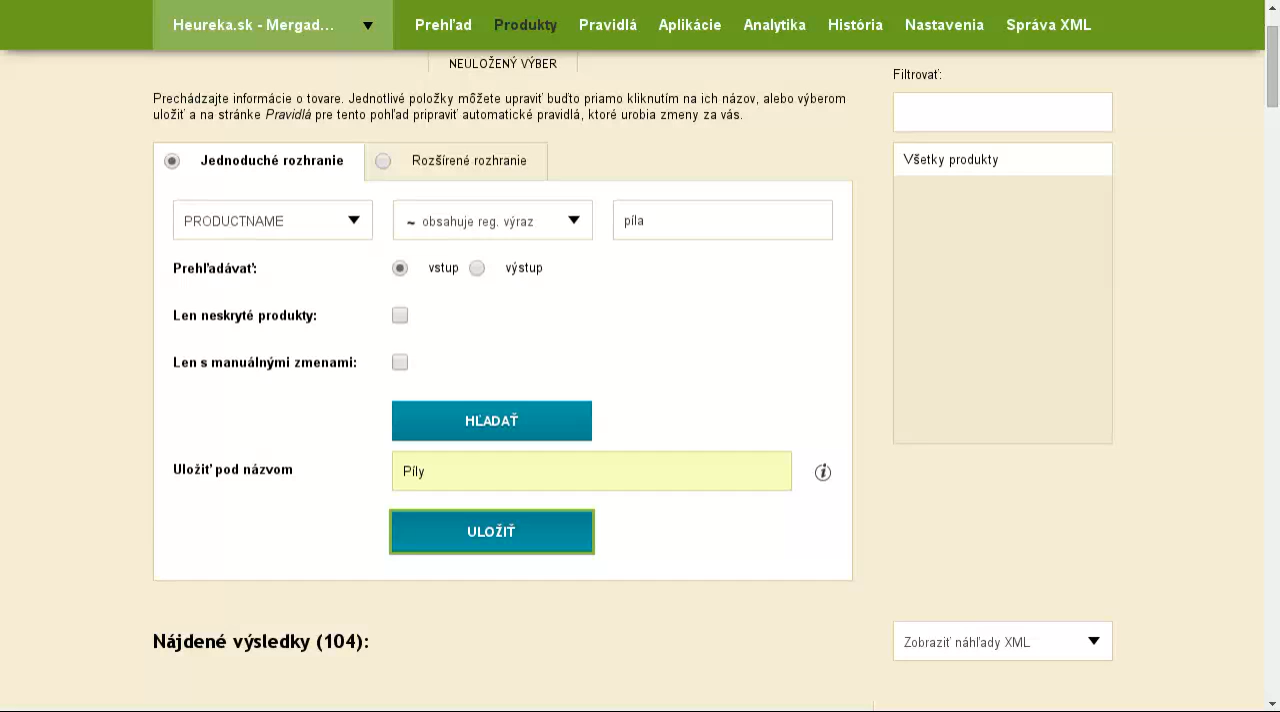 Heureka.sk - Mergad...
Prehľad Produkty Pravidlá Aplikácie Analytika História Nastavenia Správa XML
NEULOŽENÝ VÝBER
Prechádzajte informácie o tovare. Jednotlivé položky môžete upraviť buďto priamo kliknutím na ich názov, alebo výberom
uložiť a na stránke Pravidlá pre tento pohľad pripraviť automatické pravidlá, ktoré urobia zmeny za vás.
Jednoduché rozhranie
Rozšírené rozhranie
PRODUCTNAME
~ obsahuje reg. výraz
píla
Prehľadávať:
vstup
výstup
Len neskryté produkty:
Len s manuálnými zmenami:
HĽADAŤ
Uložiť pod názvom
Píly
ULOŽIŤ
Nájdené výsledky (104):
Filtrovať:
Všetky produkty
Zobraziť náhľady XML